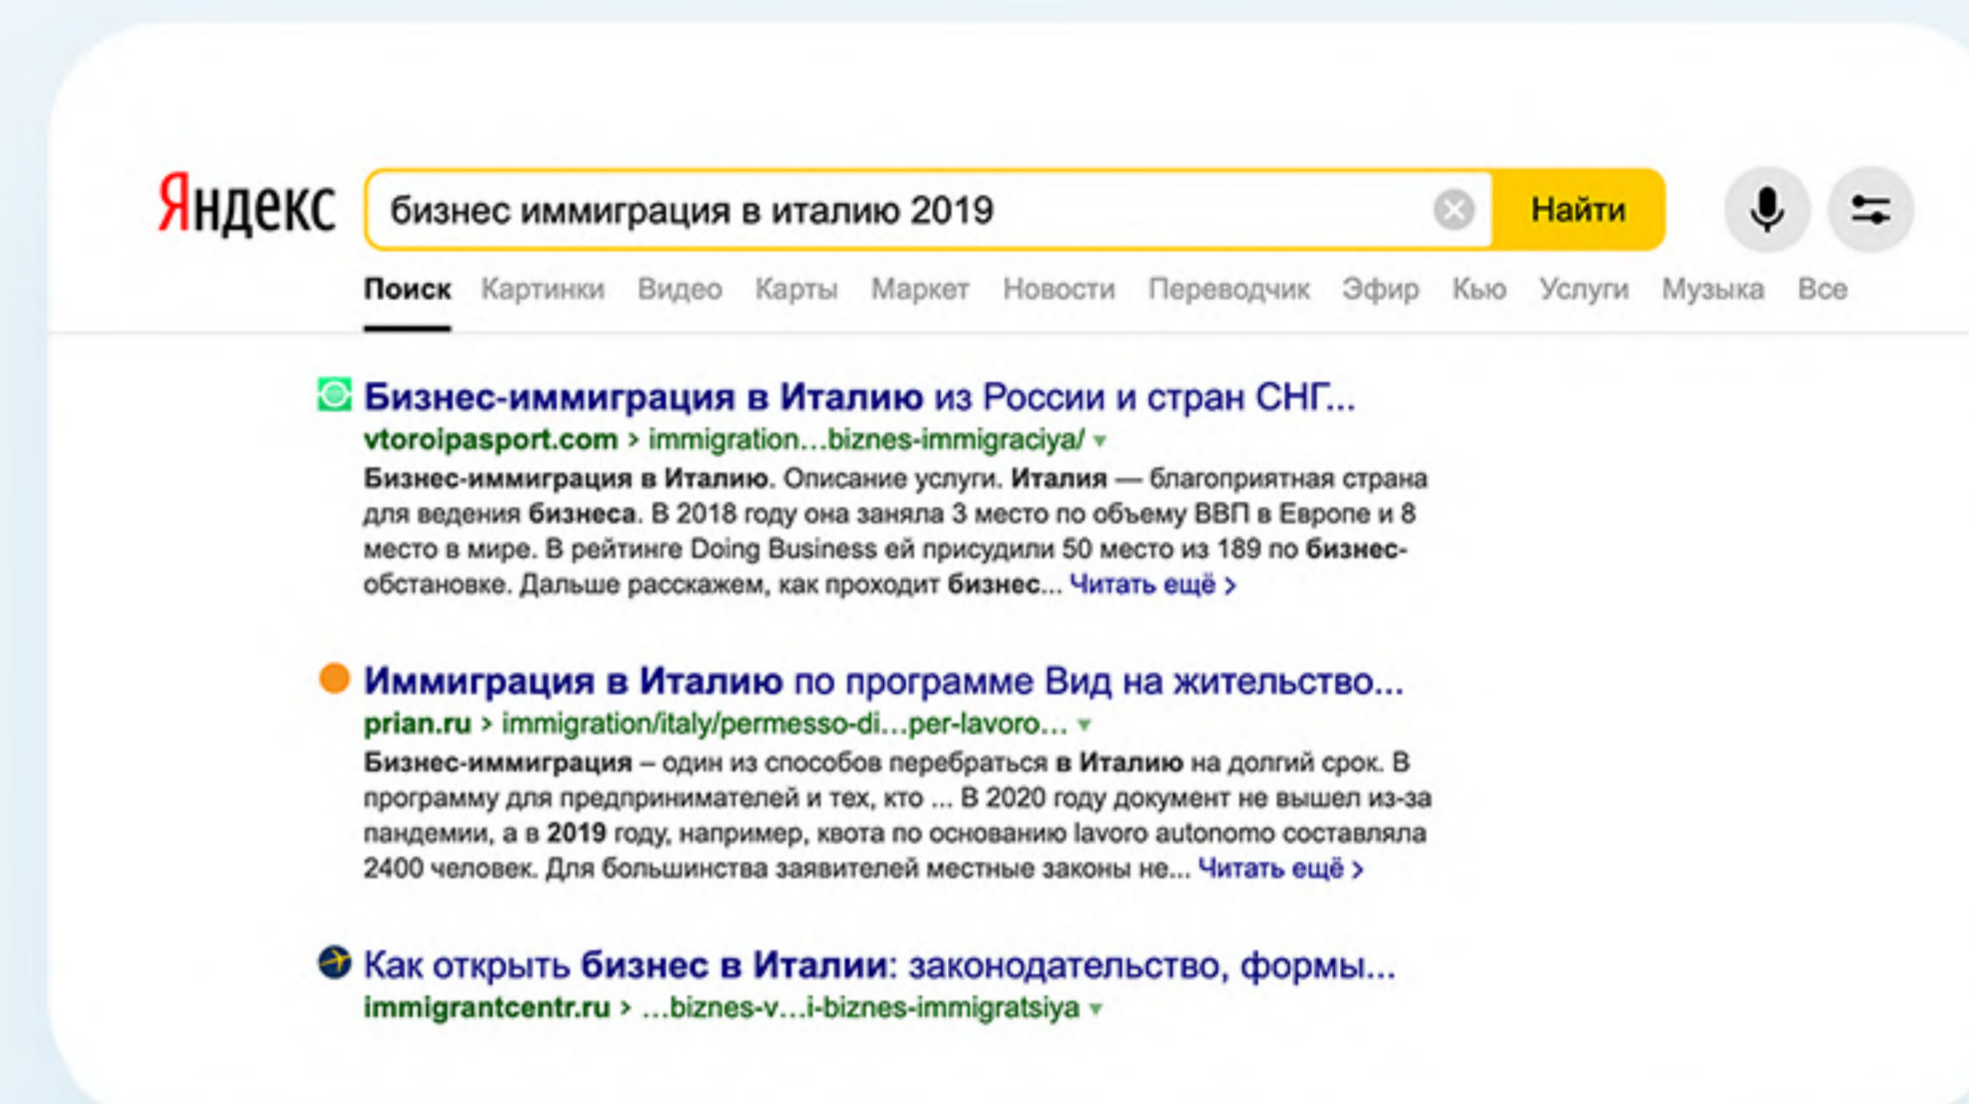 Яндекс
бизнес иммиграция в италию 2019
Найти
Поиск Картинки Видео Карты Маркет Новости Переводчик Эфир Кью Услуги Музыка Все
Бизнес-иммиграция в Италию из России и стран СНГ...
vtoroipasport.com > immigration...biznes-immigraciya/
Бизнес-иммиграция в Италию. Описание услуги. Италия — благоприятная страна
для ведения бизнеса. В 2018 году она заняла 3 место по объему ВВП в Европе и 8
место в мире. В рейтинге Doing Business ей присудили 50 место из 189 по бизнес-
обстановке. Дальше расскажем, как проходит бизнес... Читать ещё >
Иммиграция в Италию по программе Вид на жительство...
prian.ru > immigration/italy/permesso-di...per-lavoro...
Бизнес-иммиграция – один из способов перебраться в Италию на долгий срок. В
программу для предпринимателей и тех, кто ... В 2020 году документ не вышел из-за
пандемии, а в 2019 году, например, квота по основанию lavoro autonomo составляла
2400 человек. Для большинства заявителей местные законы не... Читать ещё >
Как открыть бизнес в Италии: законодательство, формы...
immigrantcentr.ru > ...biznes-v...i-biznes-immigratsiya